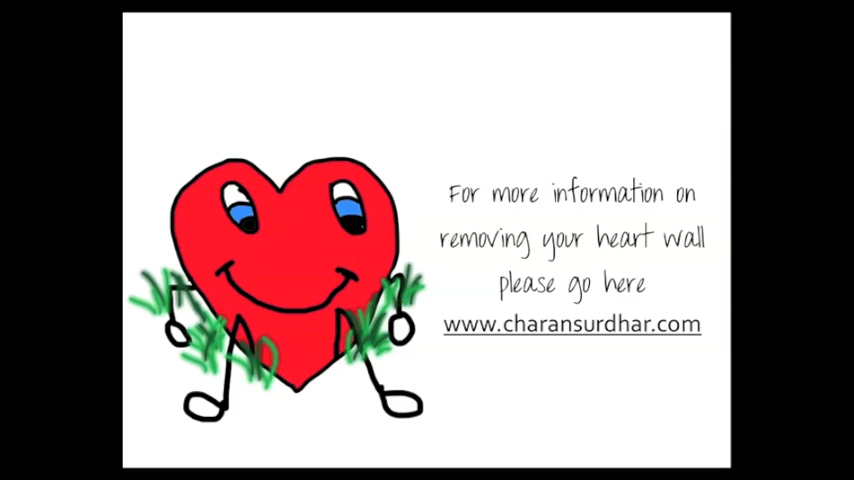 For more information on
removing your heart wall
please go here
www.charansurdhar.com